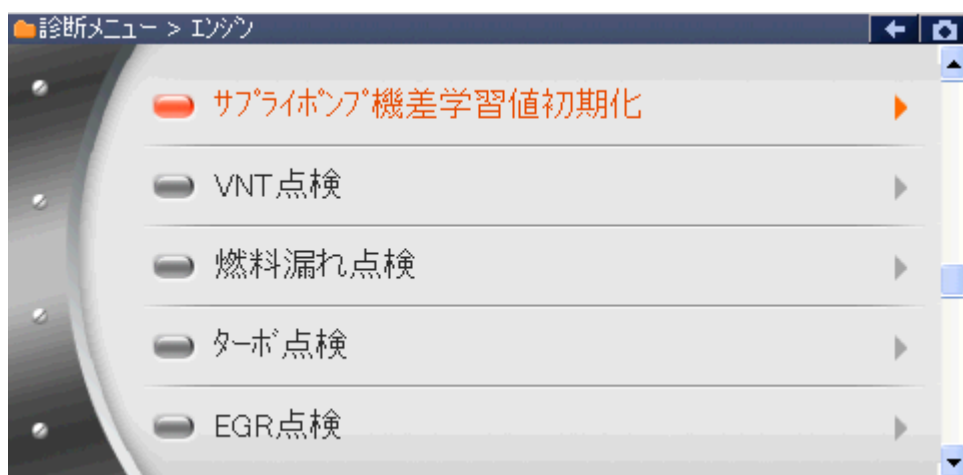 診断メニュー > エンジン
サプライポンプ機差学習値初期化
VNT点検
燃料漏れ点検
ターボ点検
EGR点検